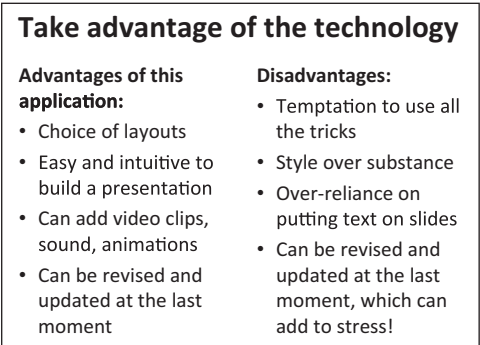 Take advantage of the technology
Advantages of this
application:
• Choice of layouts
• Easy and intuitive to
build a presentation
• Can add video clips,
sound, animations
• Can be revised and
updated at the last
moment
Disadvantages:
• Temptation to use all
the tricks
• Style over substance
• Over-reliance on
putting text on slides
• Can be revised and
updated at the last
moment, which can
add to stress!